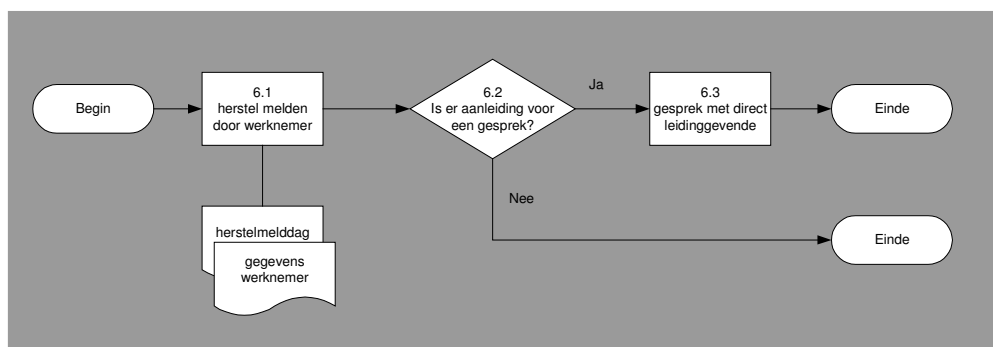 Begin
6.1
herstel melden
door werknemer
6.2
Is er aanleiding voor
een gesprek?
Ja
6.3
gesprek met direct
leidinggevende
Einde
Nee
herstelmelddag
gegevens
werknemer
Einde